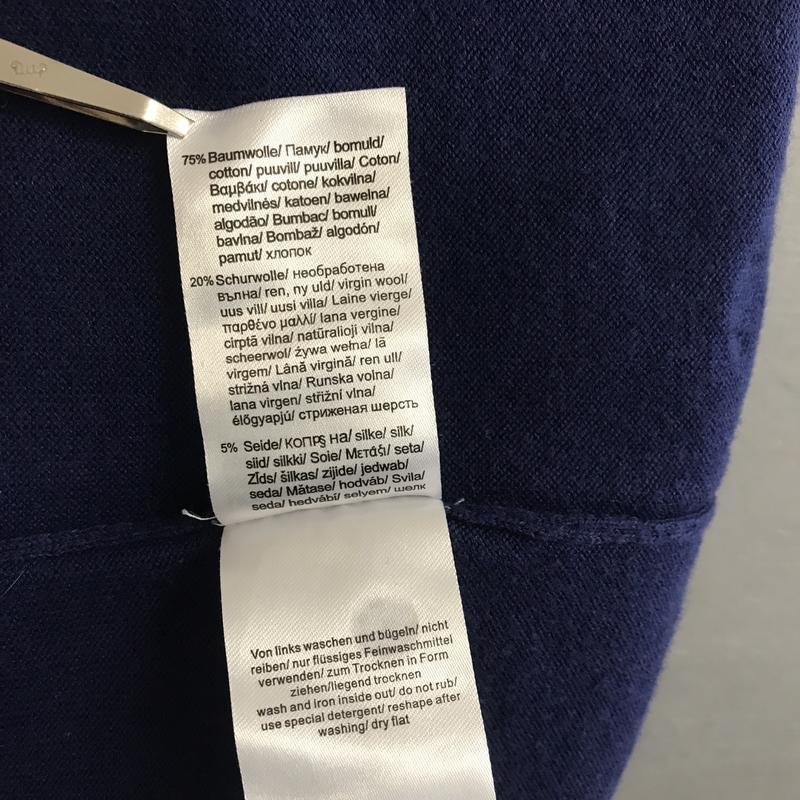 75% Baumwolle/ Памук/ bomuld/
cotton/ puuvill/ puuvilla/ Coton/
Βαμβάκι/ cotone/ kokvilna/
medvilnės/ katoen/ bawełna/
algodão/ Bumbac/ bomull/
bavlna/ Bombaž/ algodón/
pamut/ хлопок
20% Schurwolle/ необработена
вълна/ ren, ny uld/ virgin wool/
uus vill/ uusi villa/ Laine vierge/
παρθένο μαλλί/ lana vergine/
cirptā vilna/ natūralioji vilna/
scheerwol/ żywa wełna/ lã
virgem/ Lână virgină/ ren ull/
strižná vlna/ Runska volna/
lana virgen/ střižní vlna/
élőgyapjú/ стриженая шерсть
5% Seide/ на/ silke/ silk/
siid/ silkki/ Soie/ Μετάξι/ seta/
Zīds/ šilkas/ zijide/ jedwab/
seda/ Mătase/ hodváb/ Svila/
seda/ hedvábí/ selyem/ шелк
Von links waschen und bügeln/ nicht
reiben/ nur flüssiges Feinwaschmittel
verwenden/ zum Trocknen in Form
ziehen/liegend trocknen
wash and iron inside out/ do not rub/
use special detergent/ reshape after
washing/ dry flat